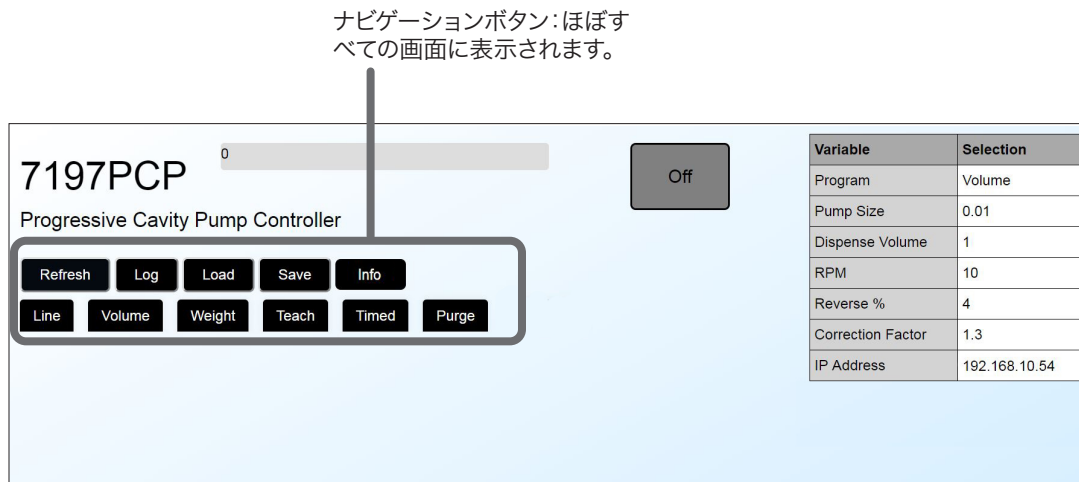 ナビゲーションボタン：ほぼす
べての画面に表示されます。
7197PCP
0
Off
Progressive Cavity Pump Controller
Refresh Log Load Save Info
Line Volume Weight Teach Timed Purge
Variable Selection
Program Volume
Pump Size 0.01
Dispense Volume 1
RPM 10
Reverse % 4
Correction Factor 1.3
IP Address 192.168.10.54